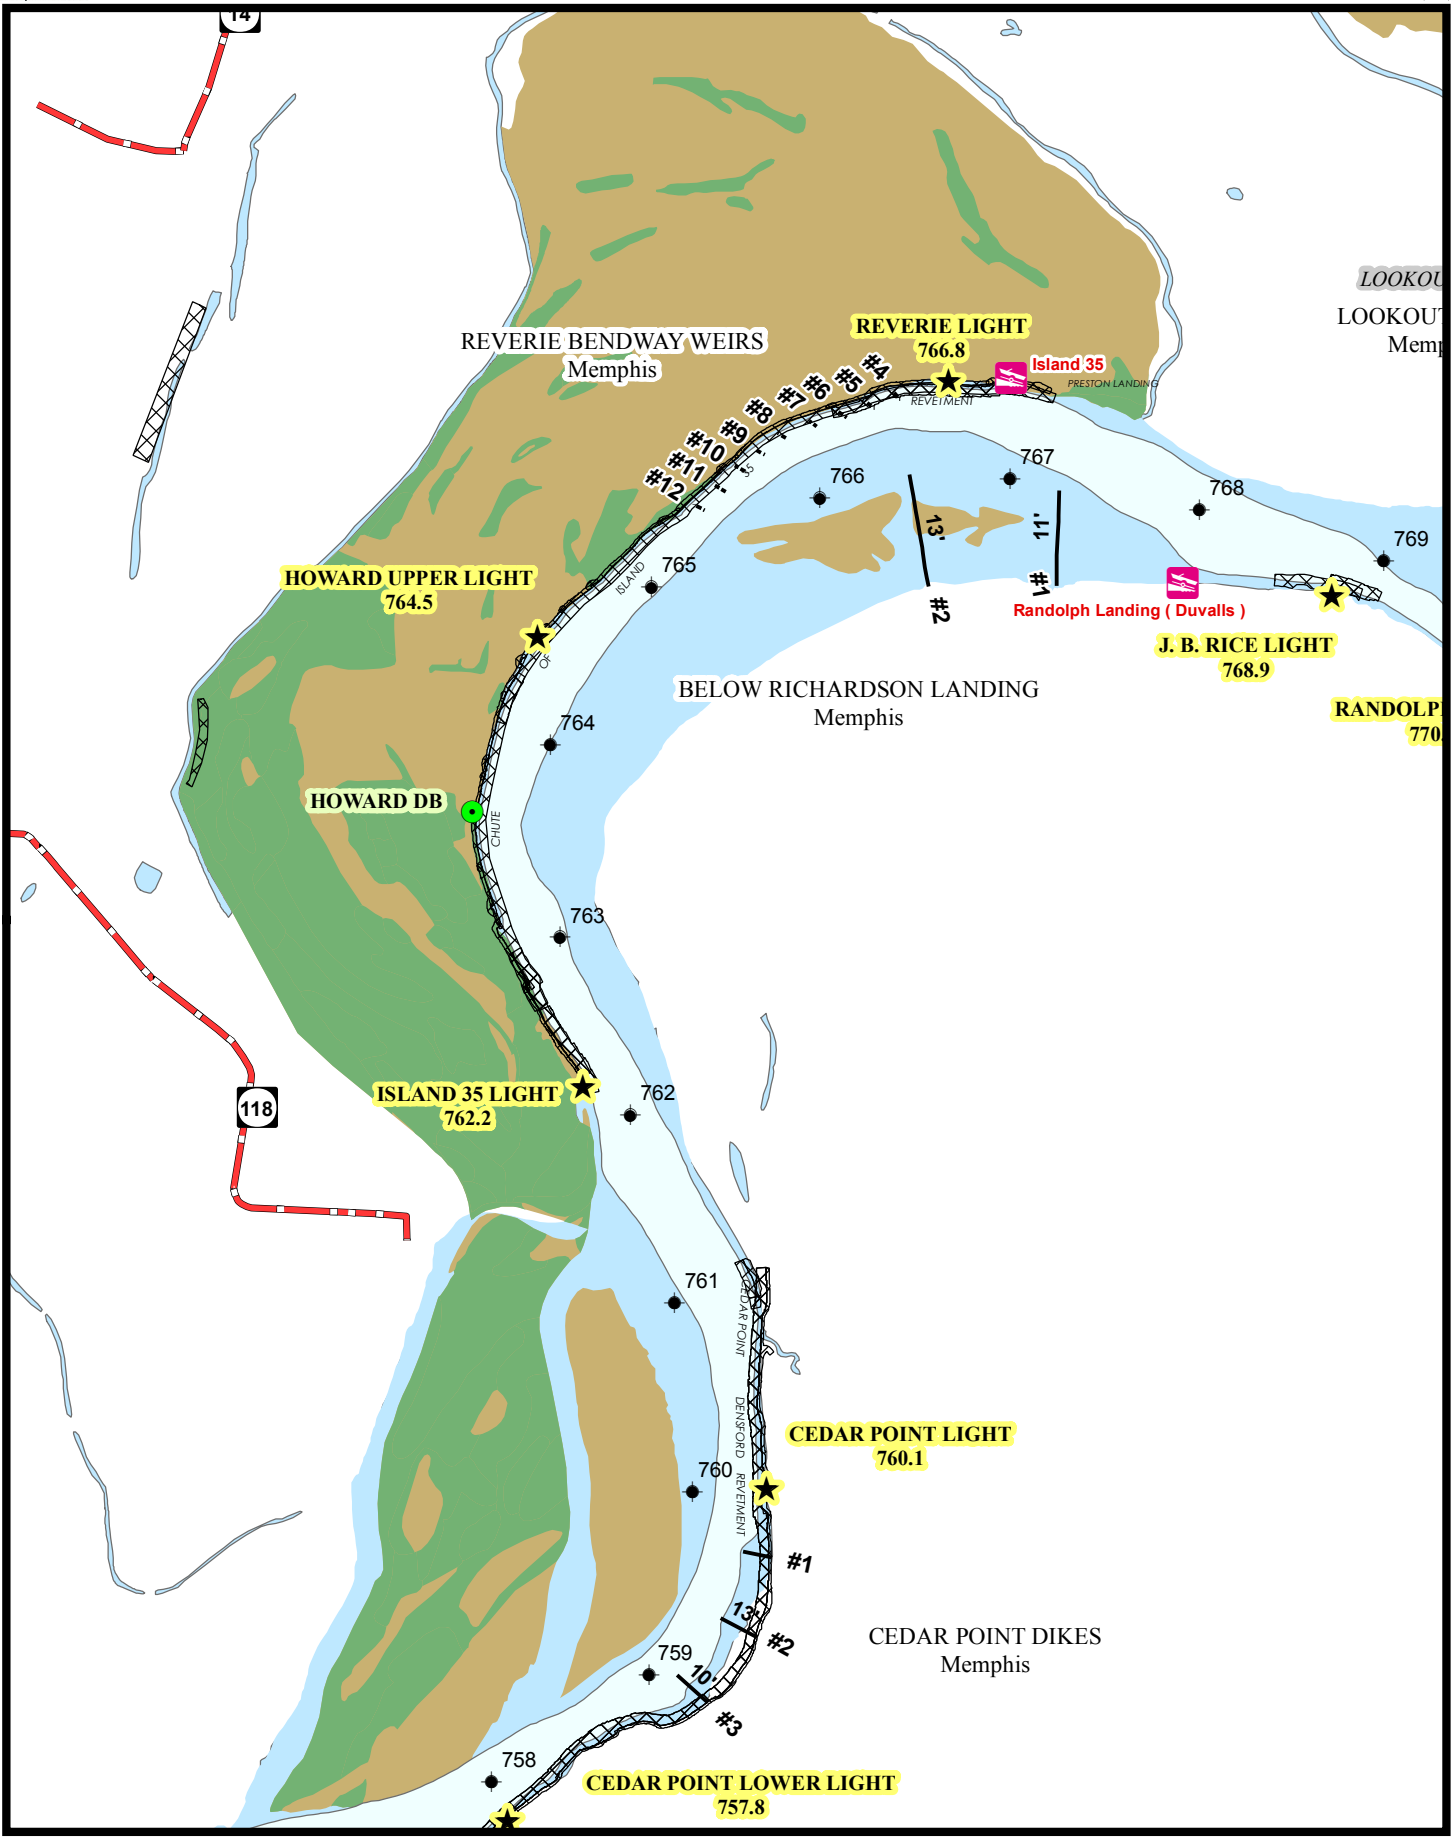 14
LOOKOU
LOOKOUT
Memp
REVERIE LIGHT
766.8
REVERIE BENDWAY WEIRS
Memphis
Island 35
PRESTON LANDING
REVETMENT
#4
#5
#6
#7
#8
#9
#10
#11
#12
35
ISLAND
OF
CHUTE
766
767
768
769
765
13'
11'
#2
#1
HOWARD UPPER LIGHT
764.5
Randolph Landing ( Duvalls )
J. B. RICE LIGHT
768.9
BELOW RICHARDSON LANDING
Memphis
RANDOLP
770.
764
HOWARD DB
763
ISLAND 35 LIGHT
762.2
762
118
761
CEDAR POINT
DENSFORD
REVETMENT
CEDAR POINT LIGHT
760.1
760
#1
13'
#2
CEDAR POINT DIKES
Memphis
759
10'
#3
758
CEDAR POINT LOWER LIGHT
757.8